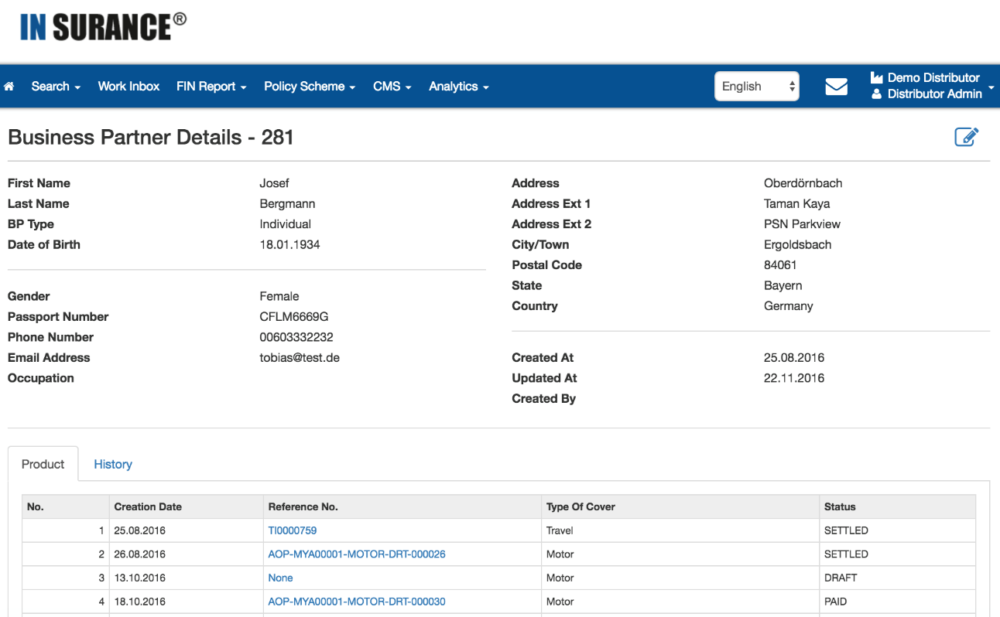 IN SURANCE®
Search Work Inbox FIN Report Policy Scheme CMS Analytics English Demo Distributor
Distributor Admin
Business Partner Details - 281
First Name Josef
Last Name Bergmann
BP Type Individual
Date of Birth 18.01.1934
Gender Female
Passport Number CFLM6669G
Phone Number 00603332232
Email Address tobias@test.de
Occupation
Address Oberdörnbach
Address Ext 1 Taman Kaya
Address Ext 2 PSN Parkview
City/Town Ergoldsbach
Postal Code 84061
State Bayern
Country Germany
Created At 25.08.2016
Updated At 22.11.2016
Created By
Product History
No. Creation Date Reference No. Type Of Cover Status
1 25.08.2016 TI0000759 Travel SETTLED
2 26.08.2016 AOP-MYA00001-MOTOR-DRT-000026 Motor SETTLED
3 13.10.2016 None Motor DRAFT
4 18.10.2016 AOP-MYA00001-MOTOR-DRT-000030 Motor PAID